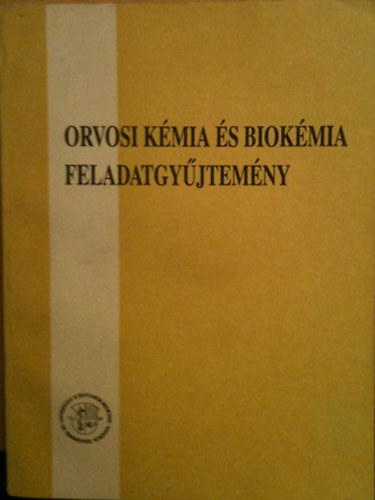 ORVOSI KÉMIA ÉS BIOKÉMIA
FELADATGYŰJTEMÉNY